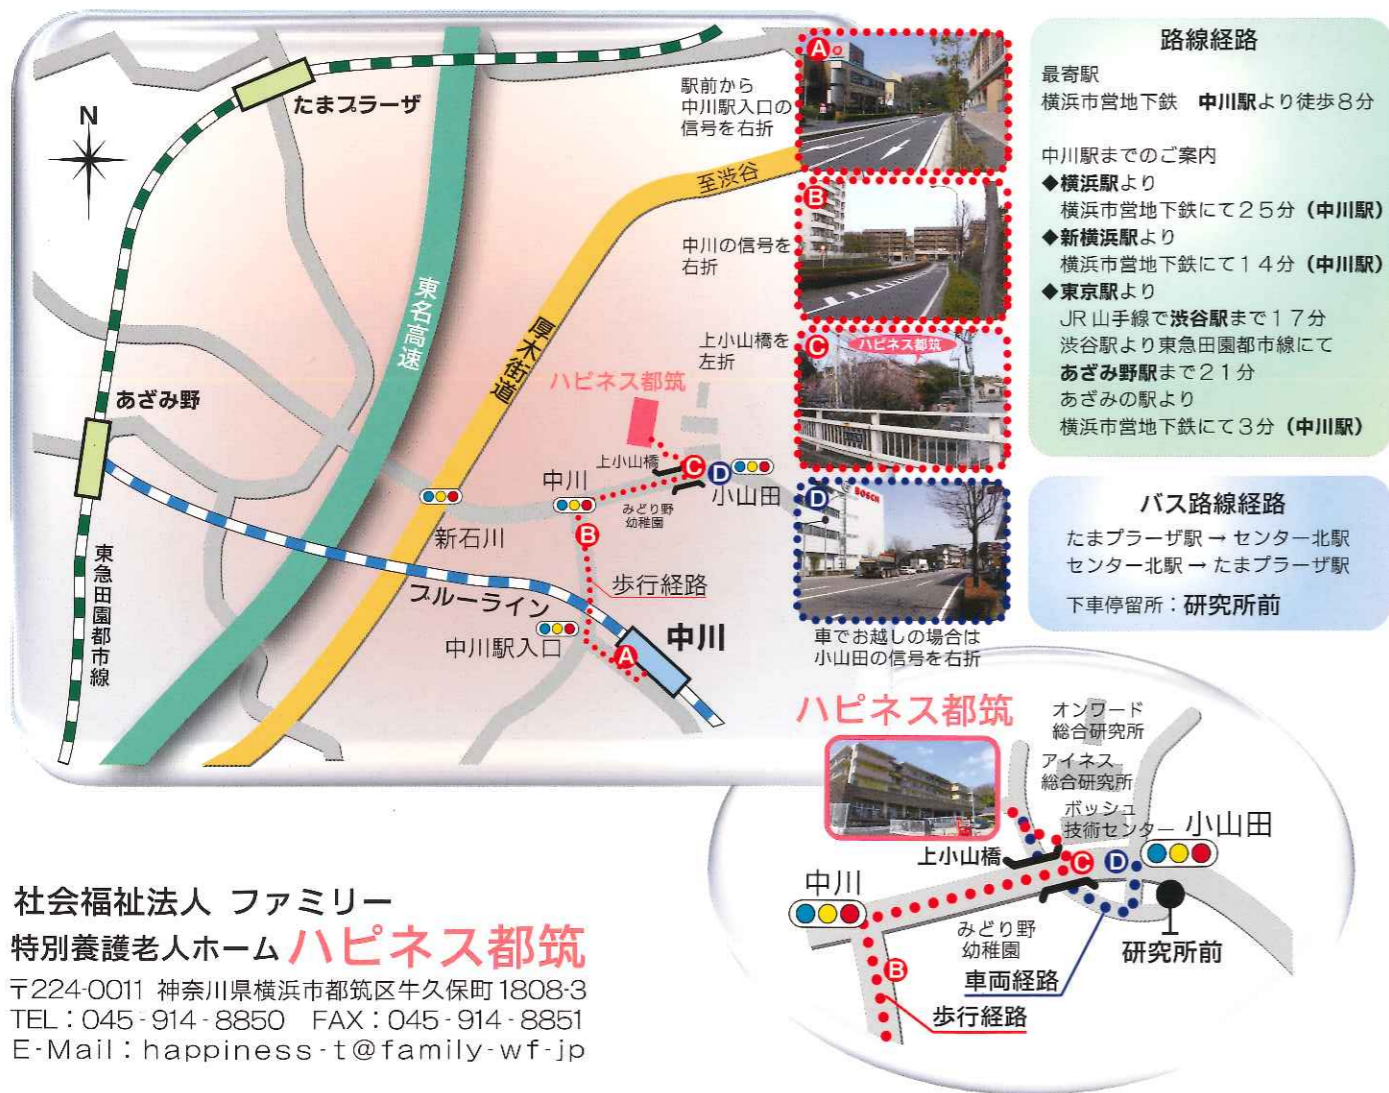 N
たまプラーザ
駅前から
中川駅入口の
信号を右折
至渋谷
中川の信号を
右折
東名高速
厚木街道
上小山橋を
左折
ハピネス都筑
あざみ野
上小山橋
中川
小山田
みどり野
幼稚園
新石川
歩行経路
ブルーライン
中川駅入口
中川
東急田園都市線
A
B
C
D
A
B
C
ハピネス都筑
D
BOSCH
車でお越しの場合は
小山田の信号を右折
路線経路
最寄駅
横浜市営地下鉄 中川駅より徒歩8分
中川駅までのご案内
◆横浜駅より
横浜市営地下鉄にて25分(中川駅)
◆新横浜駅より
横浜市営地下鉄にて14分(中川駅)
◆東京駅より
JR山手線で渋谷駅まで17分
渋谷駅より東急田園都市線にて
あざみ野駅まで21分
あざみの駅より
横浜市営地下鉄にて3分(中川駅)
バス路線経路
たまプラーザ駅→センター北駅
センター北駅→たまプラーザ駅
下車停留所:研究所前
ハピネス都筑
オンワード
総合研究所
アイネス
総合研究所
ボッシュ
技術センター
小山田
上小山橋
C
D
中川
みどり野
幼稚園
研究所前
B
車両経路
歩行経路
社会福祉法人 ファミリー
特別養護老人ホーム ハピネス都筑
〒224-0011 神奈川県横浜市都筑区牛久保町1808-3
TEL:045-914-8850 FAX:045-914-8851
E-Mail:happiness-t@family-wf-jp